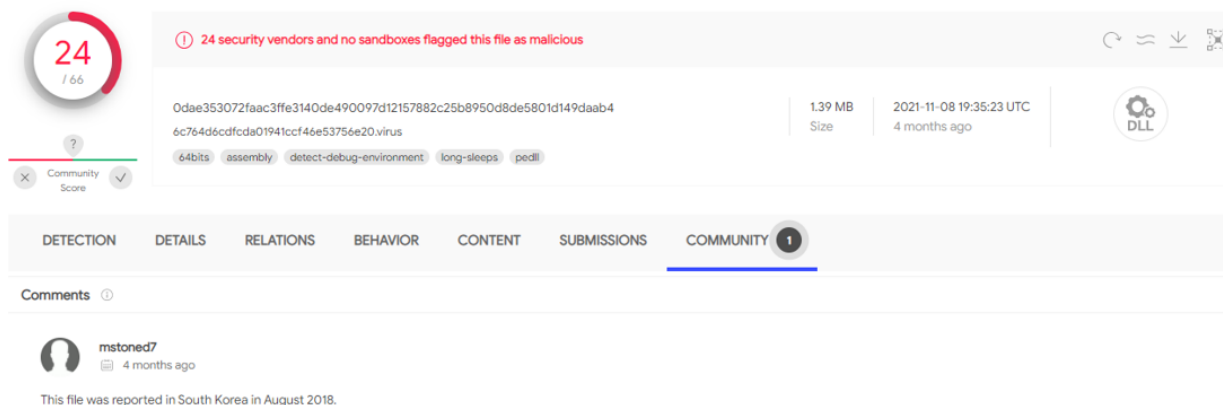 24
/ 66
24 security vendors and no sandboxes flagged this file as malicious
0dae353072faac3ffe3140de490097d12157882c25b8950d8de5801d149daab4
6c764d6cdfcda01941ccf46e53756e20.virus
64bits assembly detect-debug-environment long-sleeps pedll
1.39 MB
Size
2021-11-08 19:35:23 UTC
4 months ago
DLL
?
Community
Score
DETECTION DETAILS RELATIONS BEHAVIOR CONTENT SUBMISSIONS COMMUNITY 1
Comments
mstoned7
4 months ago
This file was reported in South Korea in August 2018.